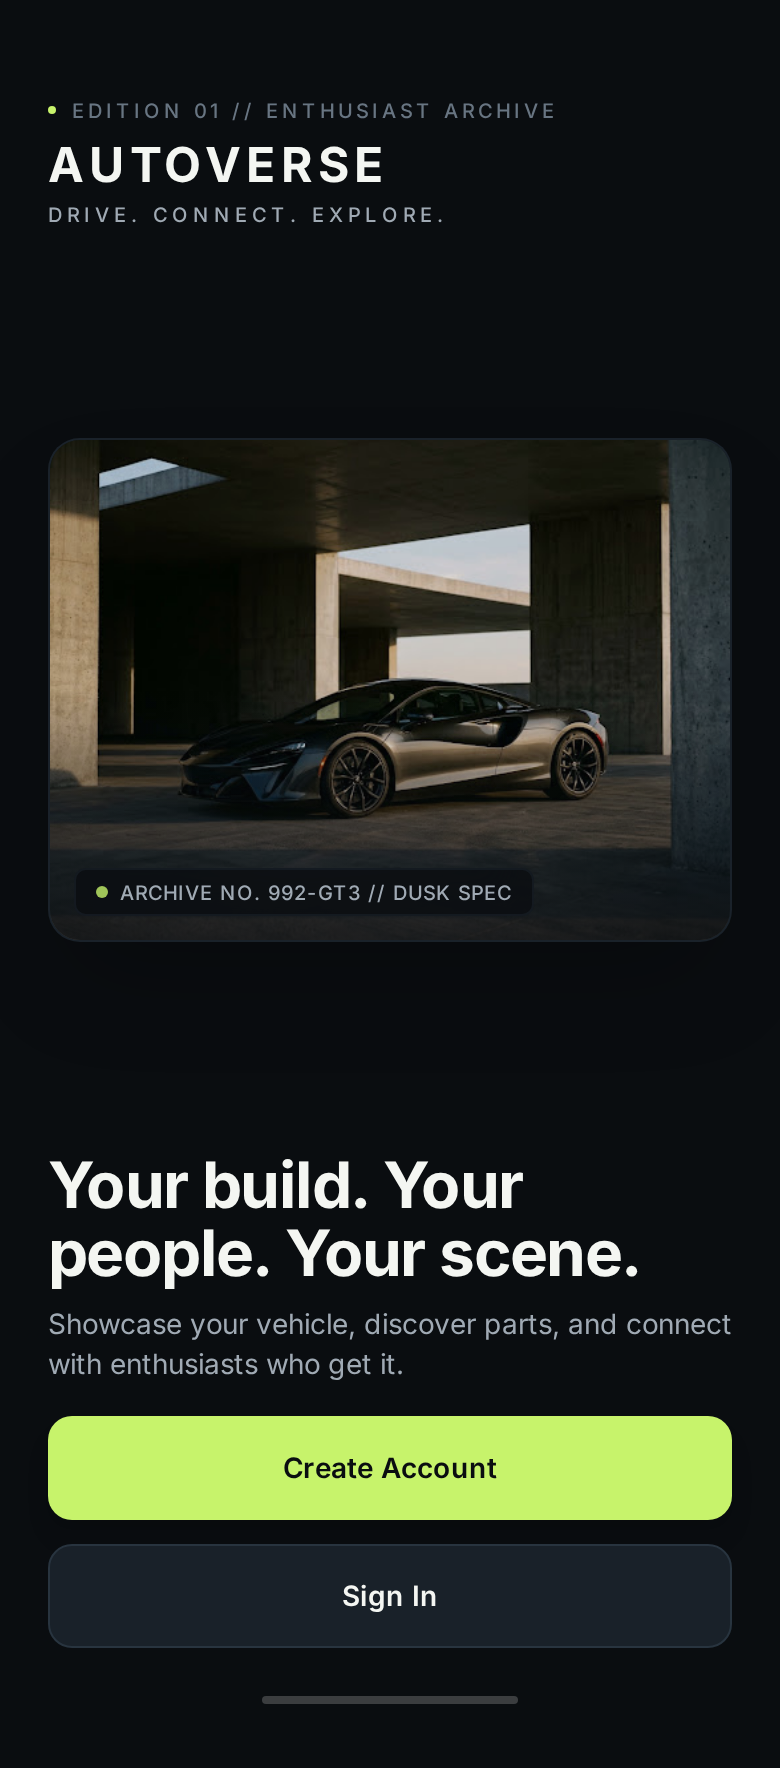 EDITION 01 // ENTHUSIAST ARCHIVE
AUTOVERSE
DRIVE. CONNECT. EXPLORE.
ARCHIVE NO. 992-GT3 // DUSK SPEC
Your build. Your
people. Your scene.
Showcase your vehicle, discover parts, and connect
with enthusiasts who get it.
Create Account
Sign In